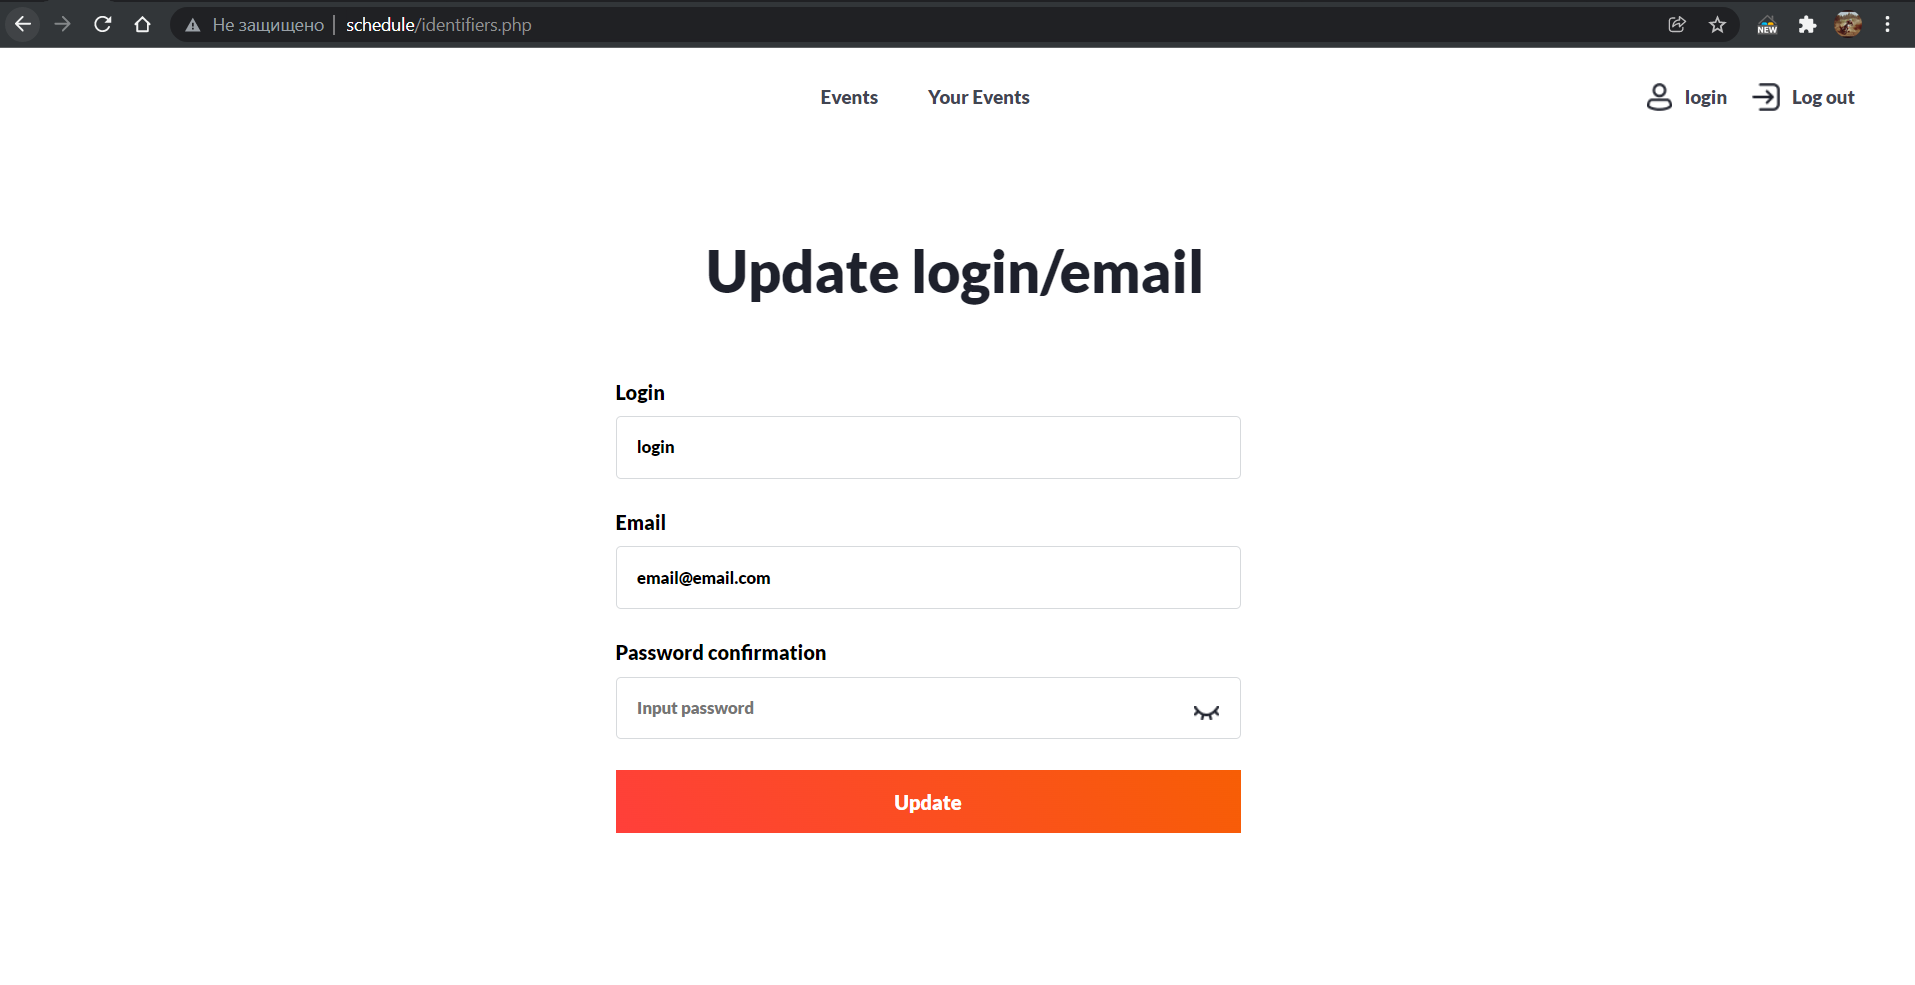 Не защищено | schedule/identifiers.php
NEW
Events Your Events login Log out
Update login/email
Login
login
Email
email@email.com
Password confirmation
Input password
Update